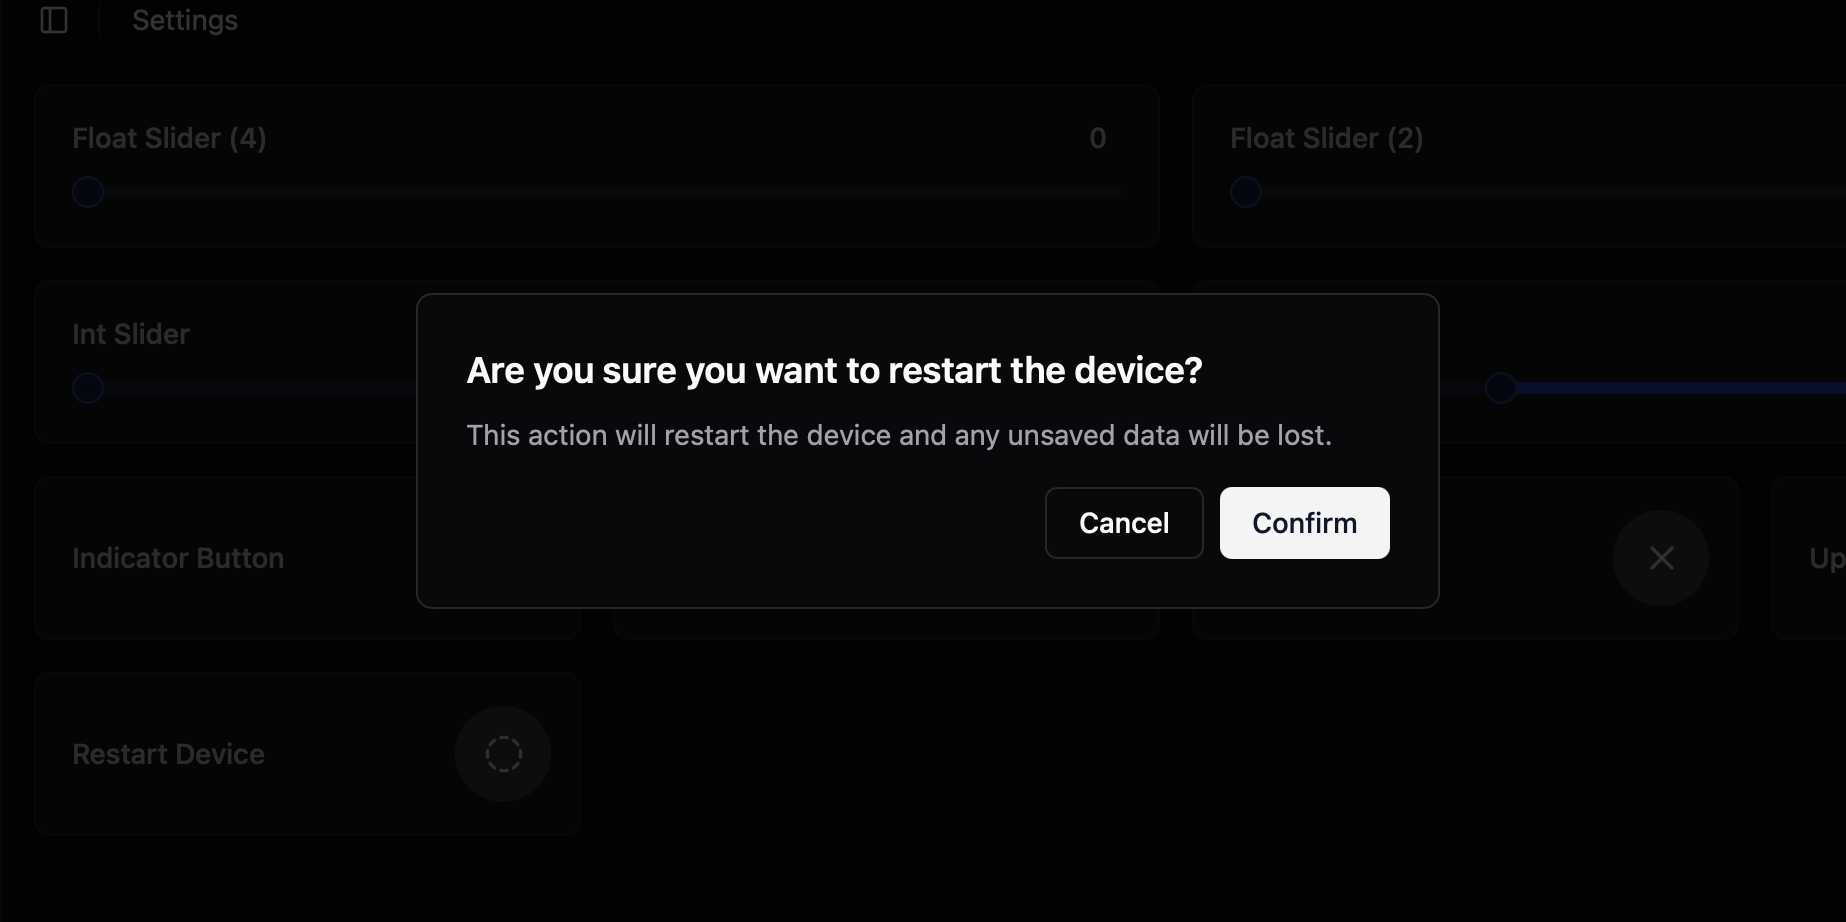 Settings
Float Slider (4)
0
Float Slider (2)
Int Slider
Are you sure you want to restart the device?
This action will restart the device and any unsaved data will be lost.
Cancel
Confirm
Indicator Button
Up
Restart Device